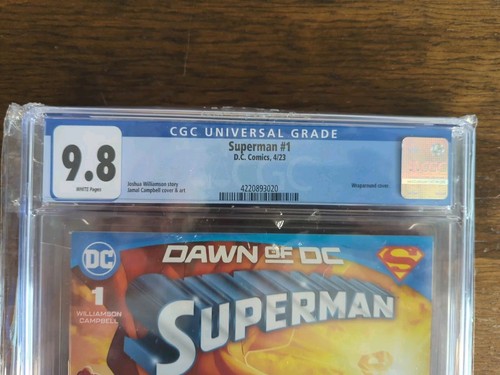 CGC UNIVERSAL GRADE
9.8
WHITE Pages
Superman #1
D.C. Comics, 4/23
Joshua Williamson story
Jamal Campbell cover & art
4220893020
Wraparound cover
CGC
DC
DAWN OF DC
S
1
WILLIAMSON
CAMPBELL
SUPERMAN